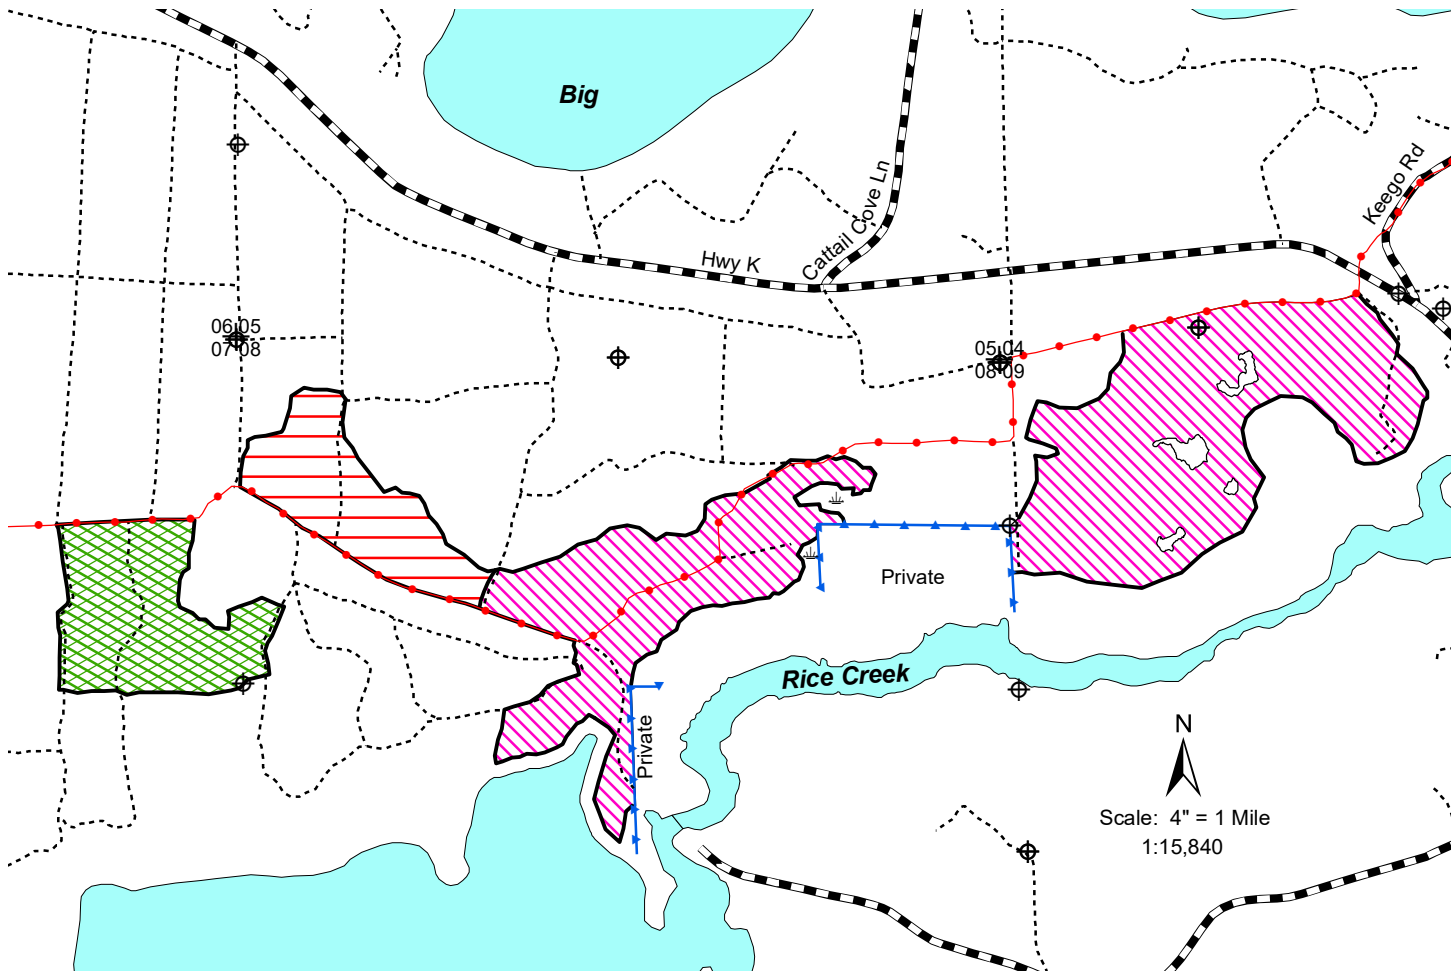 Big
Keego Rd
Cattail Cove Ln
Hwy K
06 05
07 08
05 04
08 09
Private
Rice Creek
Private
N
Scale: 4" = 1 Mile
1:15,840